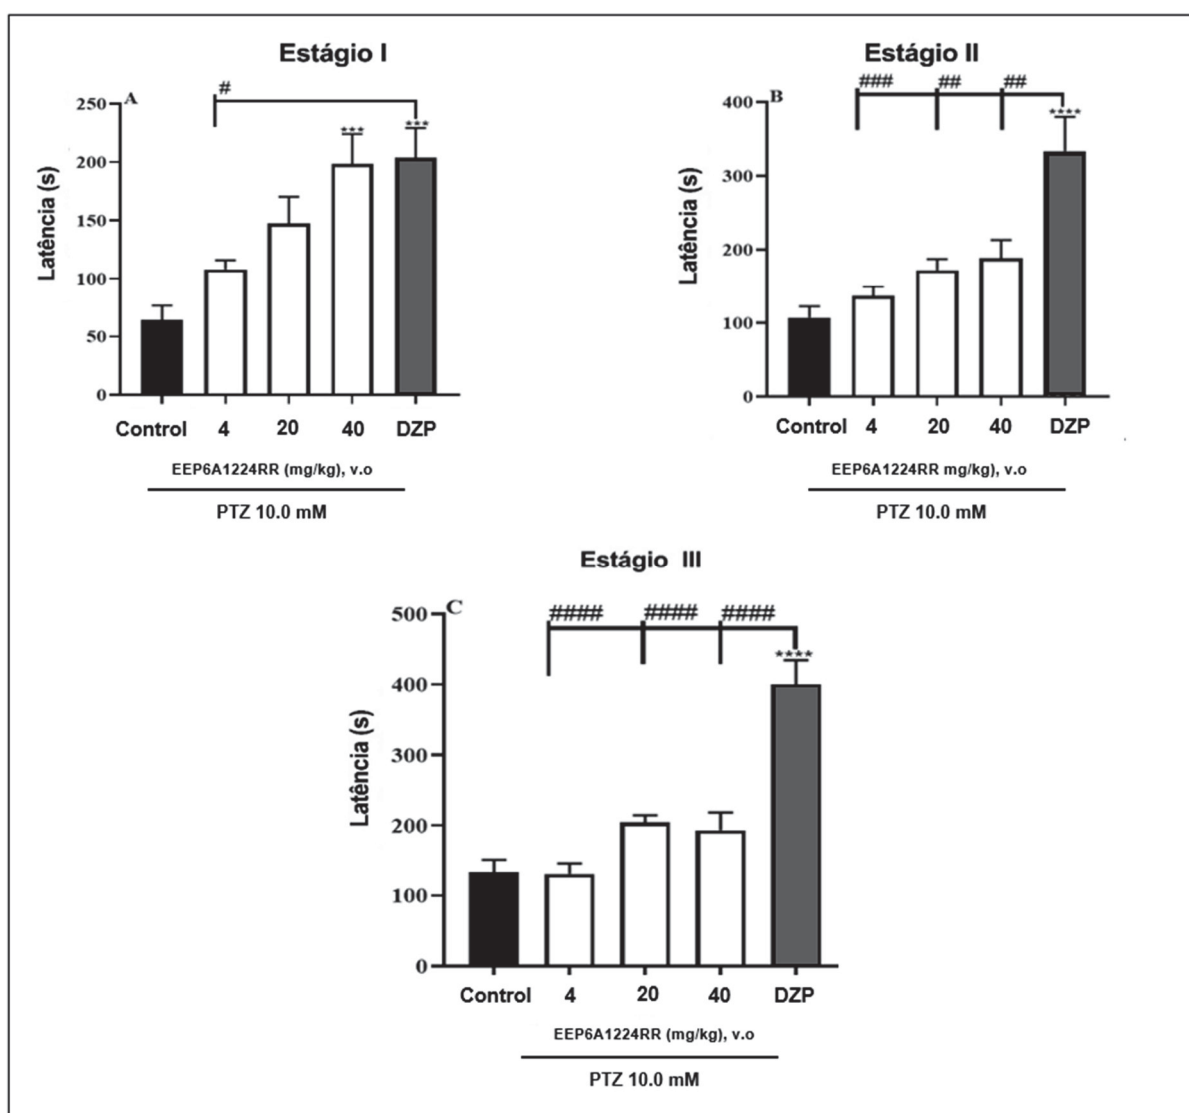 Estágio I
A
#
250
200
150
100
50
0
Latência (s)
***
***
Control 4 20 40 DZP
EEP6A1224RR (mg/kg), v.o
PTZ 10.0 mM
Estágio II
B
### ## ##
400
300
200
100
0
Latência (s)
****
Control 4 20 40 DZP
EEP6A1224RR mg/kg), v.o
PTZ 10.0 mM
Estágio III
C
#### #### ####
500
400
300
200
100
0
Latência (s)
****
Control 4 20 40 DZP
EEP6A1224RR (mg/kg), v.o
PTZ 10.0 mM